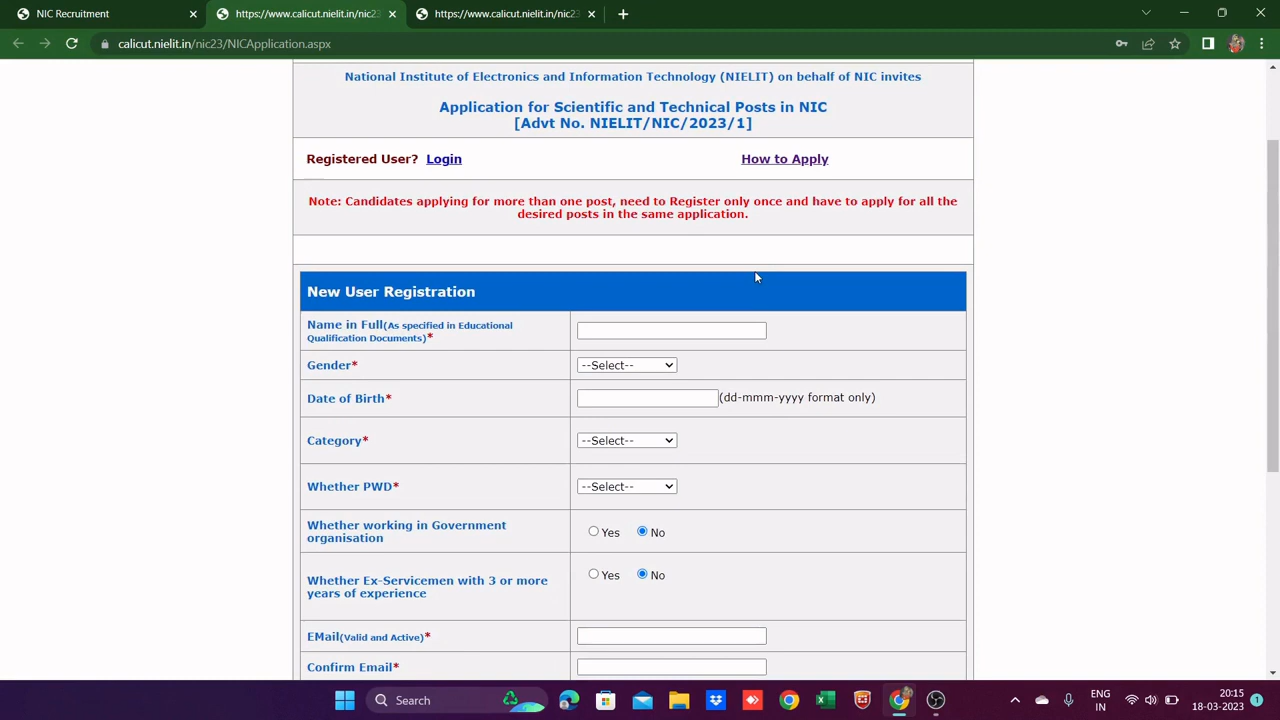 NIC Recruitment
https://www.calicut.nielit.in/nic23
https://www.calicut.nielit.in/nic23
calicut.nielit.in/nic23/NICApplication.aspx
National Institute of Electronics and Information Technology (NIELIT) on behalf of NIC invites
Application for Scientific and Technical Posts in NIC
[Advt No. NIELIT/NIC/2023/1]
Registered User? Login How to Apply
Note: Candidates applying for more than one post, need to Register only once and have to apply for all the
desired posts in the same application.
New User Registration
Name in Full(As specified in Educational
Qualification Documents)*
Gender* --Select--
Date of Birth* (dd-mmm-yyyy format only)
Category* --Select--
Whether PWD* --Select--
Whether working in Government
organisation
Yes No
Whether Ex-Servicemen with 3 or more
years of experience
Yes No
EMail(Valid and Active)*
Confirm Email*
Search
ENG
IN
20:15
18-03-2023
1